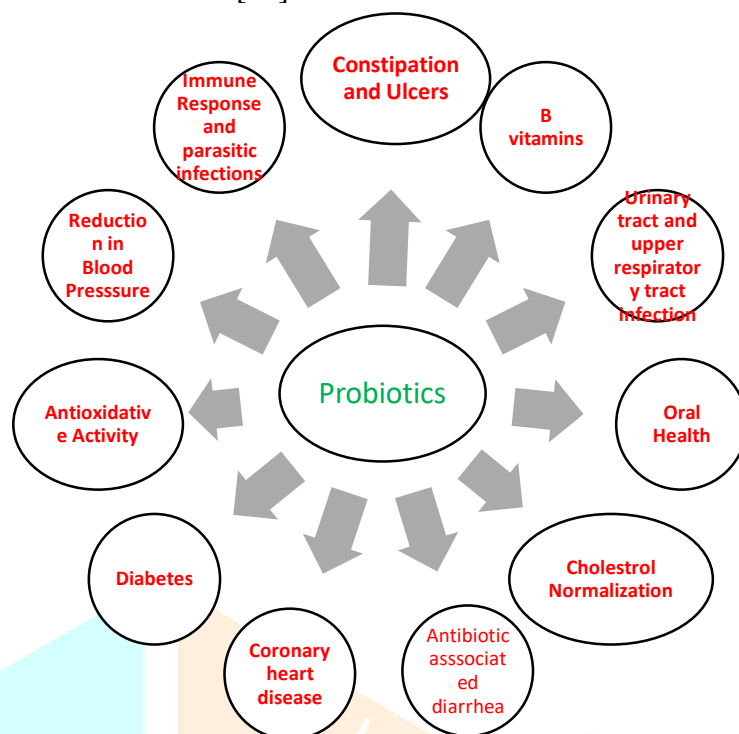 Constipation
and Ulcers
B
vitamins
Urinary
tract and
upper
respirator
y tract
infection
Oral
Health
Cholestrol
Normalization
Antibiotic
asssociat
ed
diarrhea
Coronary
heart
disease
Diabetes
Antioxidativ
e Activity
Reductio
n in
Blood
Presssure
Immune
Response
and
parasitic
infections
Probiotics